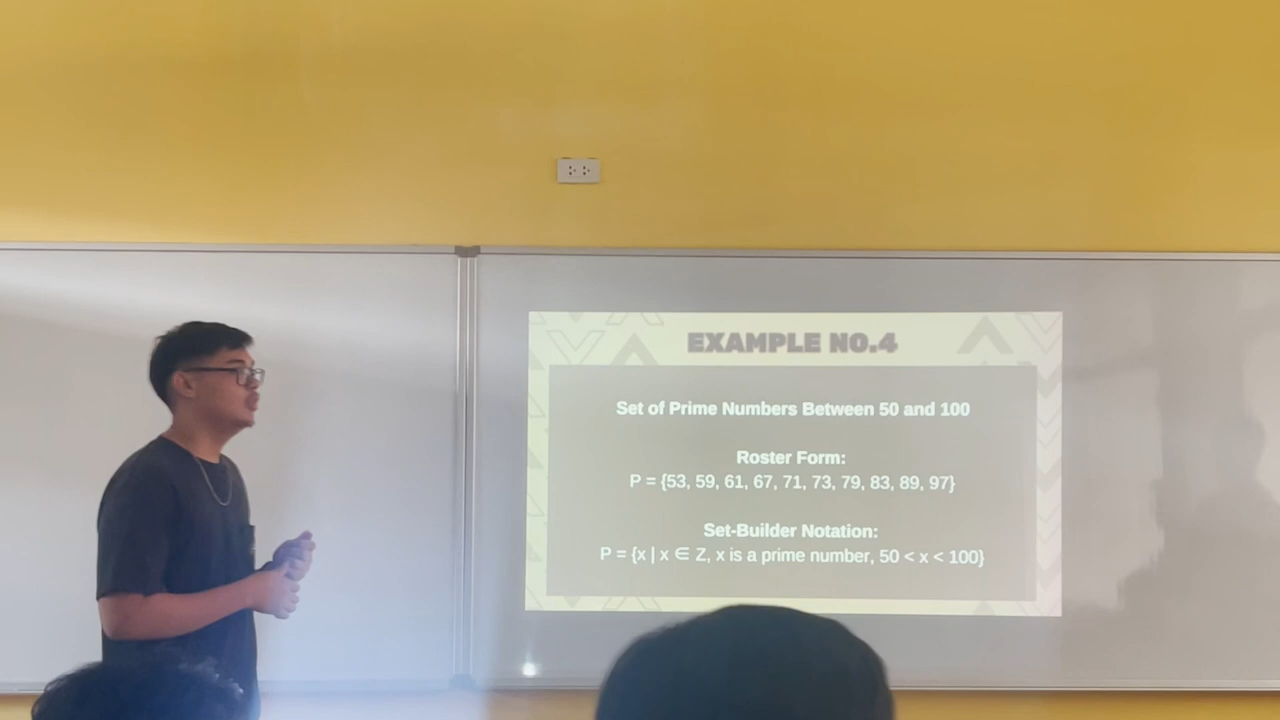 EXAMPLE NO.4
Set of Prime Numbers Between 50 and 100
Roster Form:
P = {53, 59, 61, 67, 71, 73, 79, 83, 89, 97}
Set-Builder Notation:
P = {x | x ∈ Z, x is a prime number, 50 < x < 100}